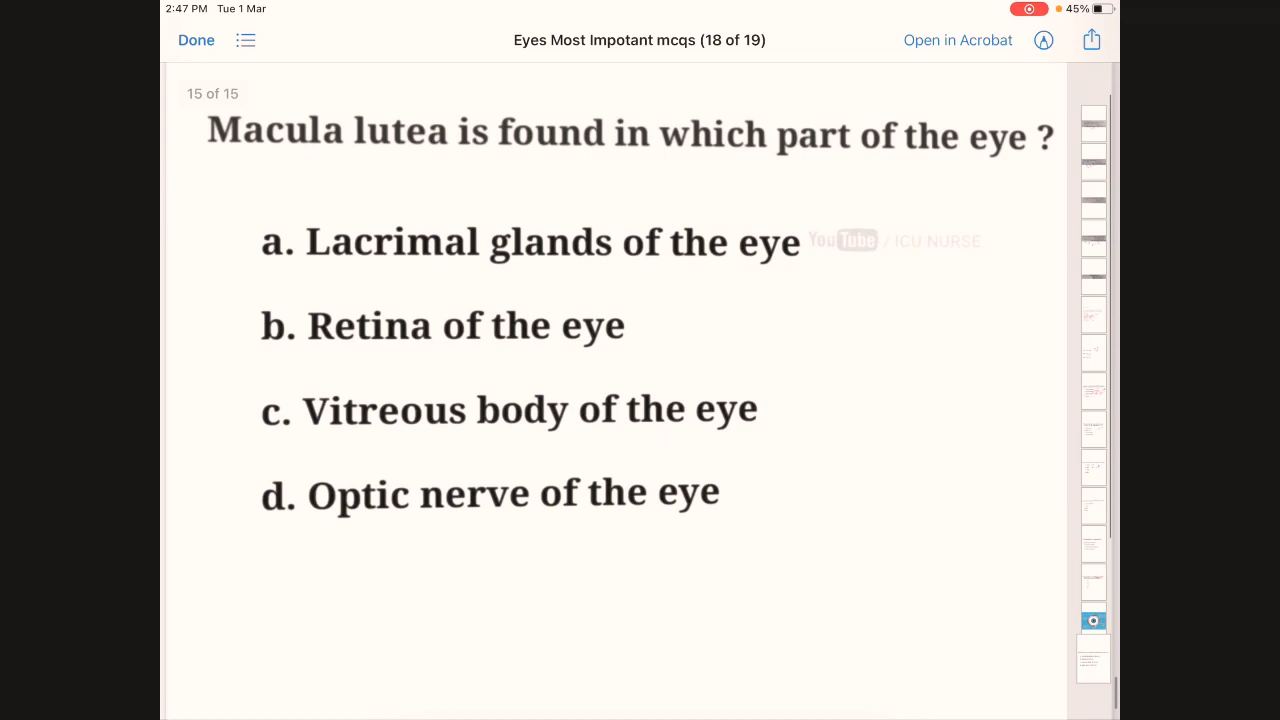 2:47 PM Tue 1 Mar
45%
Done
Eyes Most Impotant mcqs (18 of 19)
Open in Acrobat
15 of 15
Macula lutea is found in which part of the eye ?
a. Lacrimal glands of the eye
YouTube / ICU NURSE
b. Retina of the eye
c. Vitreous body of the eye
d. Optic nerve of the eye